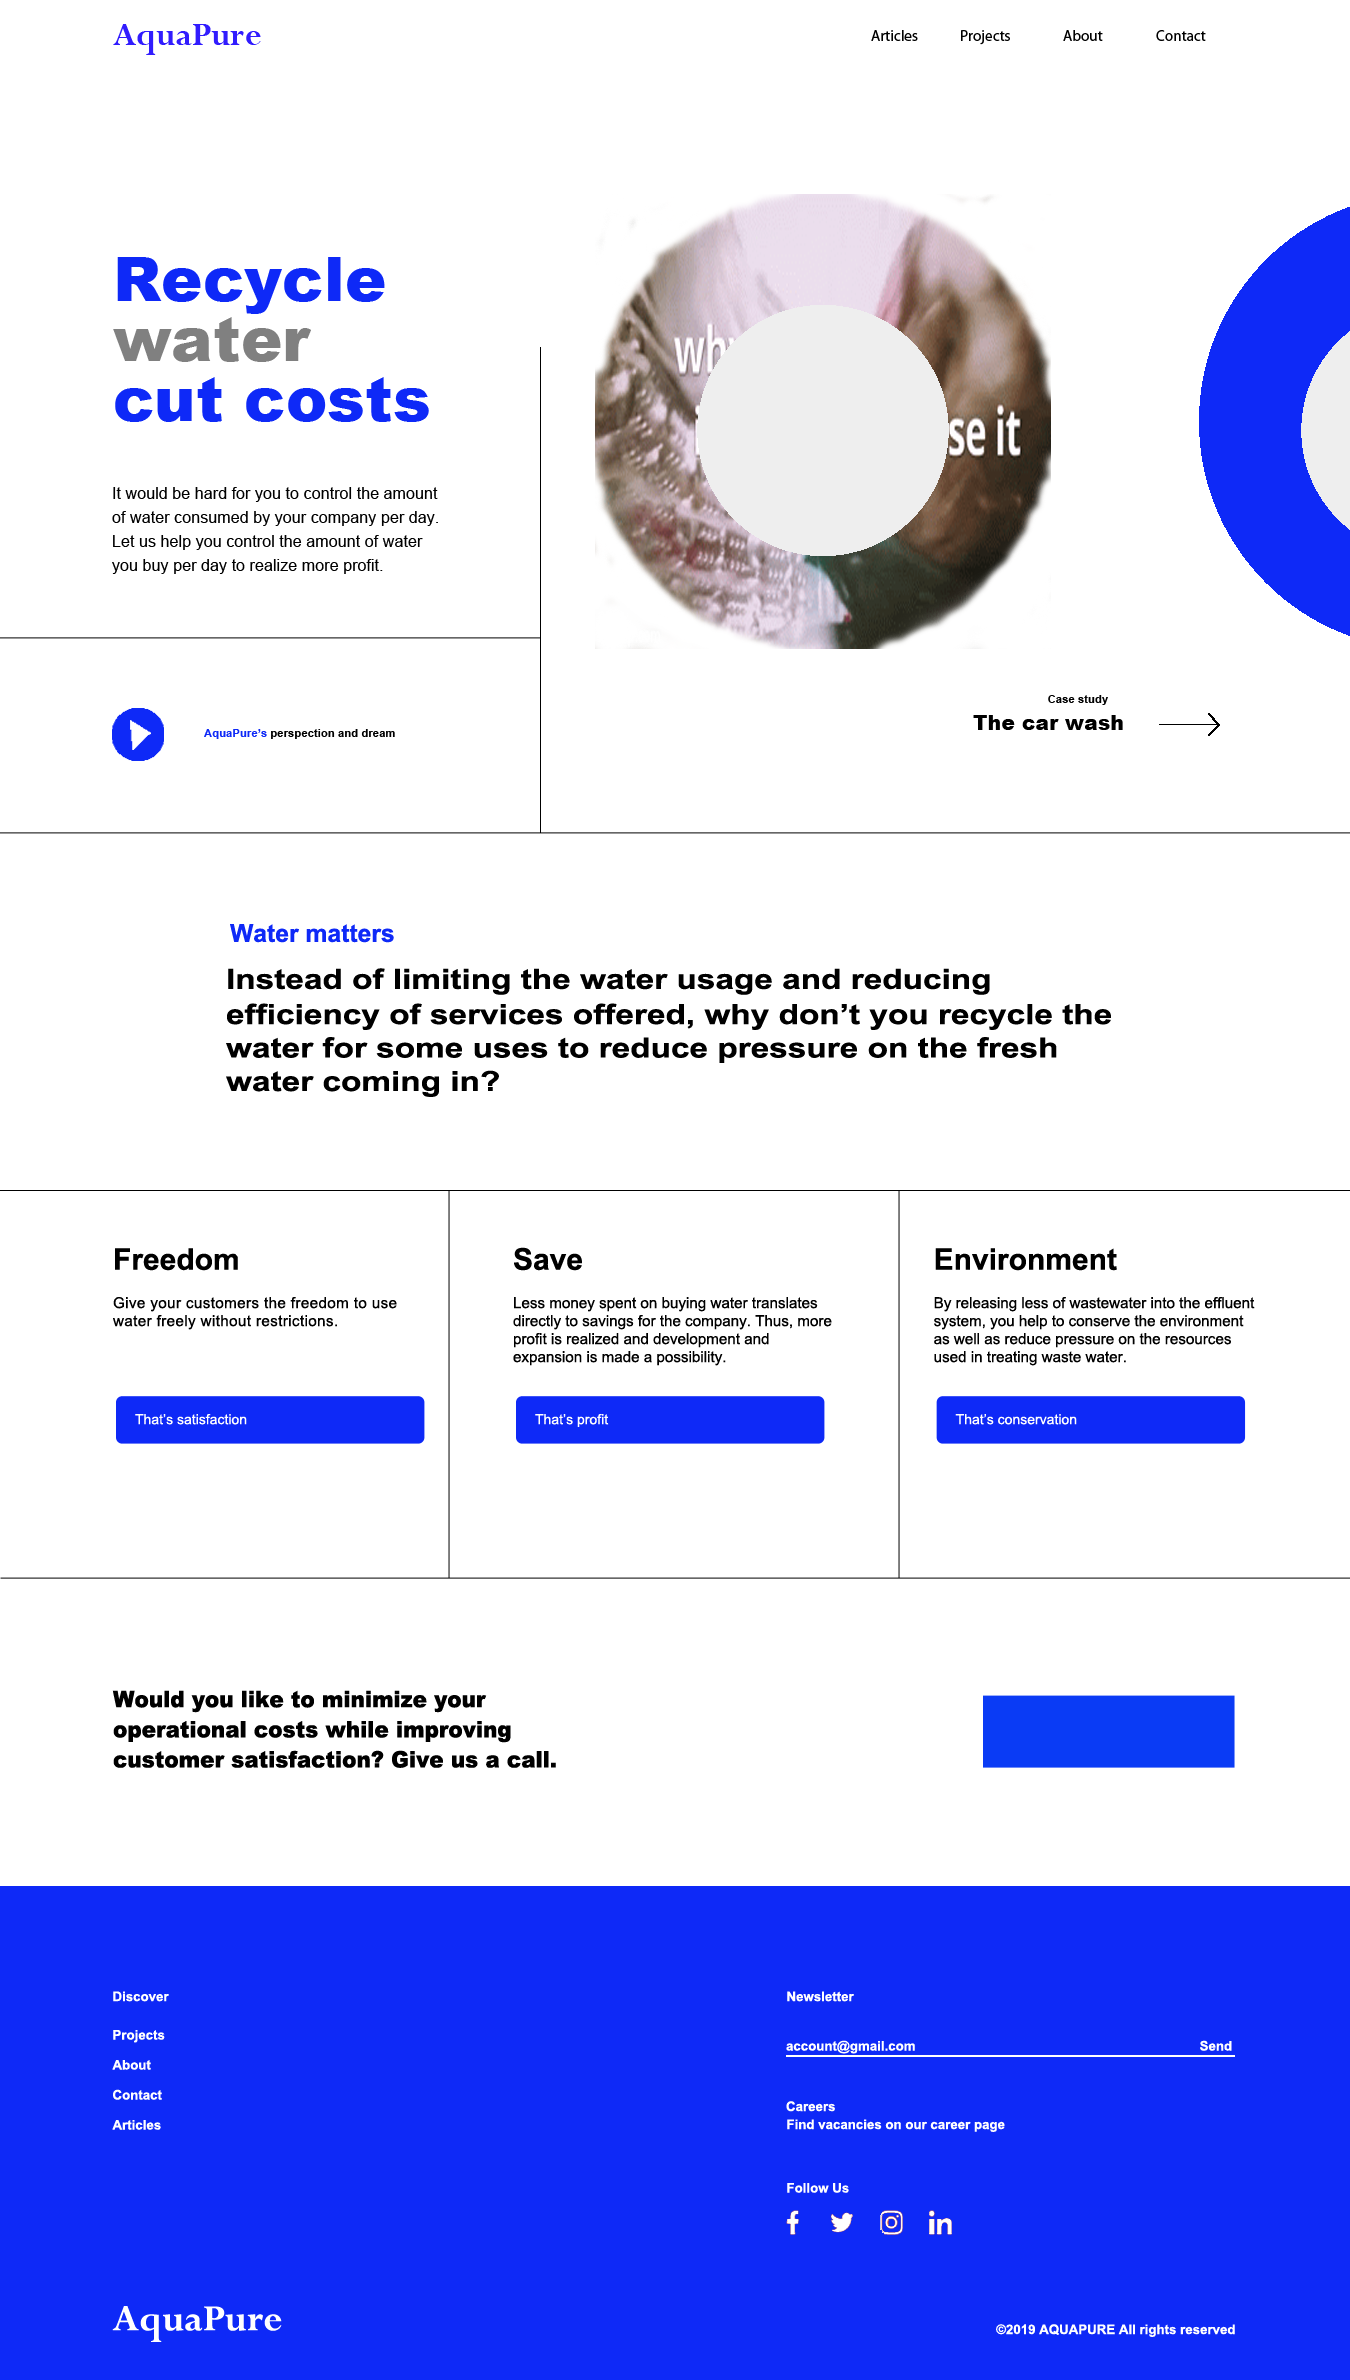 AquaPure
Articles Projects About Contact
Recycle
water
cut costs
It would be hard for you to control the amount
of water consumed by your company per day.
Let us help you control the amount of water
you buy per day to realize more profit.
se it
AquaPure's perspection and dream
Case study
The car wash
Water matters
Instead of limiting the water usage and reducing
efficiency of services offered, why don't you recycle the
water for some uses to reduce pressure on the fresh
water coming in?
Freedom
Give your customers the freedom to use
water freely without restrictions.
That's satisfaction
Save
Less money spent on buying water translates
directly to savings for the company. Thus, more
profit is realized and development and
expansion is made a possibility.
That's profit
Environment
By releasing less of wastewater into the effluent
system, you help to conserve the environment
as well as reduce pressure on the resources
used in treating waste water.
That's conservation
Would you like to minimize your
operational costs while improving
customer satisfaction? Give us a call.
Discover
Projects
About
Contact
Articles
Newsletter
account@gmail.com Send
Careers
Find vacancies on our career page
Follow Us
AquaPure
©2019 AQUAPURE All rights reserved